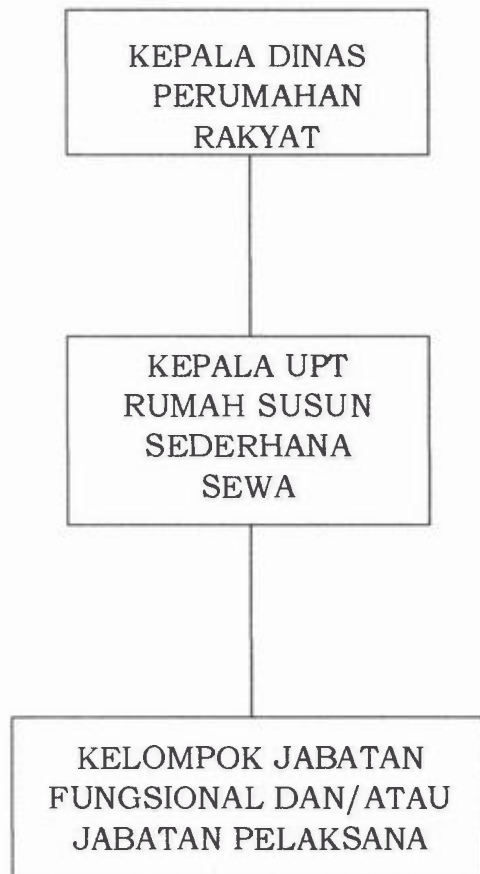 KEPALA DINAS
PERUMAHAN
RAKYAT
KEPALA UPT
RUMAH SUSUN
SEDERHANA
SEWA
KELOMPOK JABATAN
FUNGSIONAL DAN/ATAU
JABATAN PELAKSANA